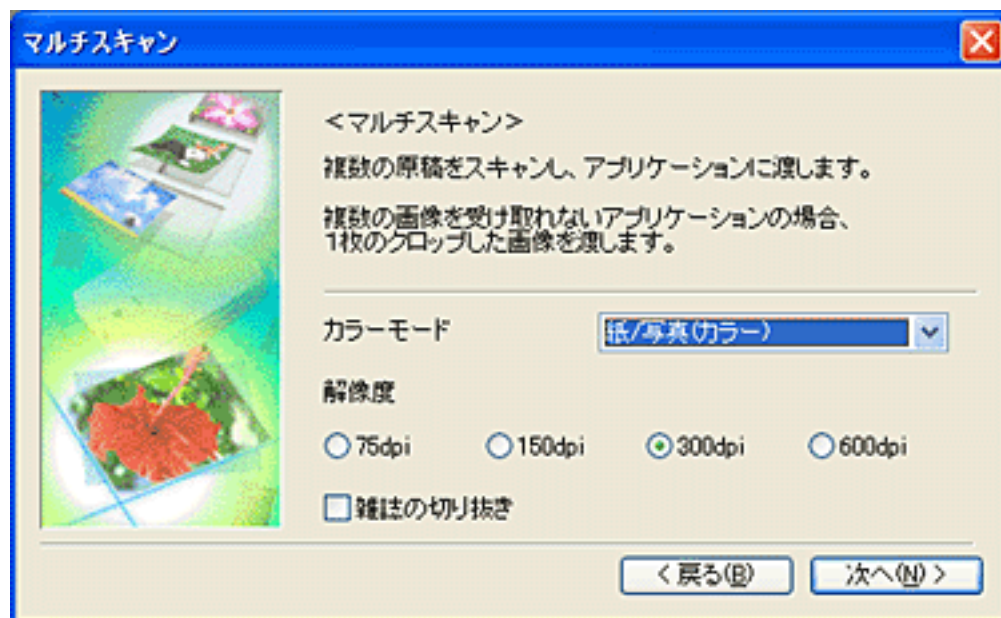 マルチスキャン
<マルチスキャン>
複数の原稿をスキャンし、アプリケーションに渡します。
複数の画像を受け取れないアプリケーションの場合、
1枚のクロップした画像を渡します。
カラーモード
紙/写真(カラー)
解像度
75dpi 150dpi 300dpi 600dpi
雑誌の切り抜き
< 戻る(B) 次へ(N) >